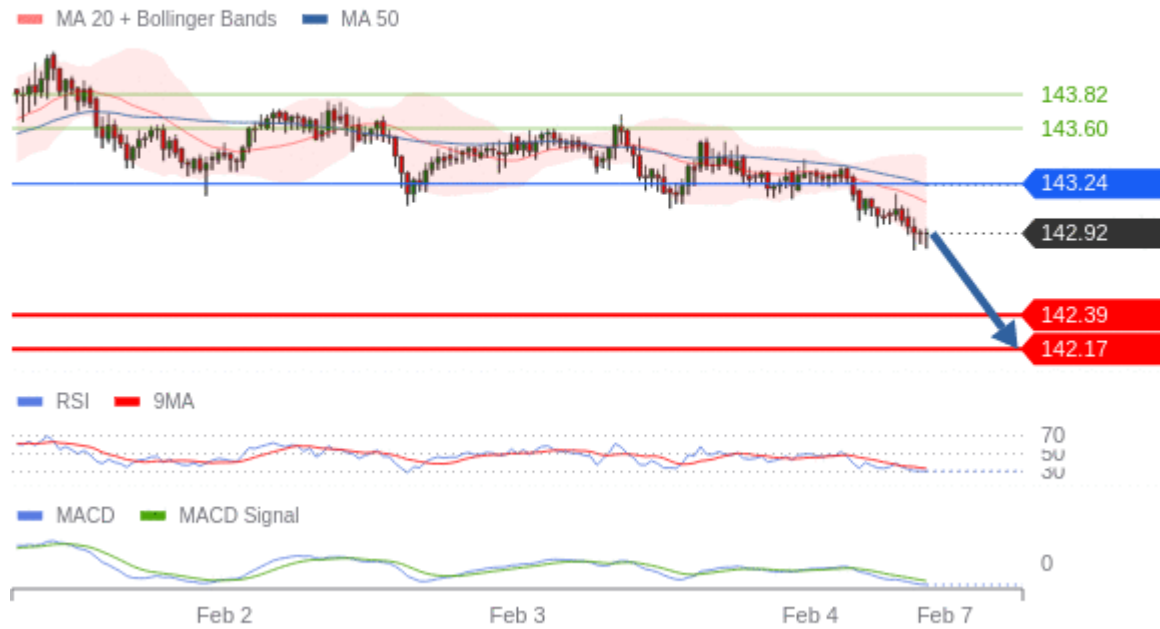 MA 20 + Bollinger Bands MA 50
143.82
143.60
143.24
142.92
142.39
142.17
RSI 9MA
70
50
30
MACD MACD Signal
0
Feb 2 Feb 3 Feb 4 Feb 7